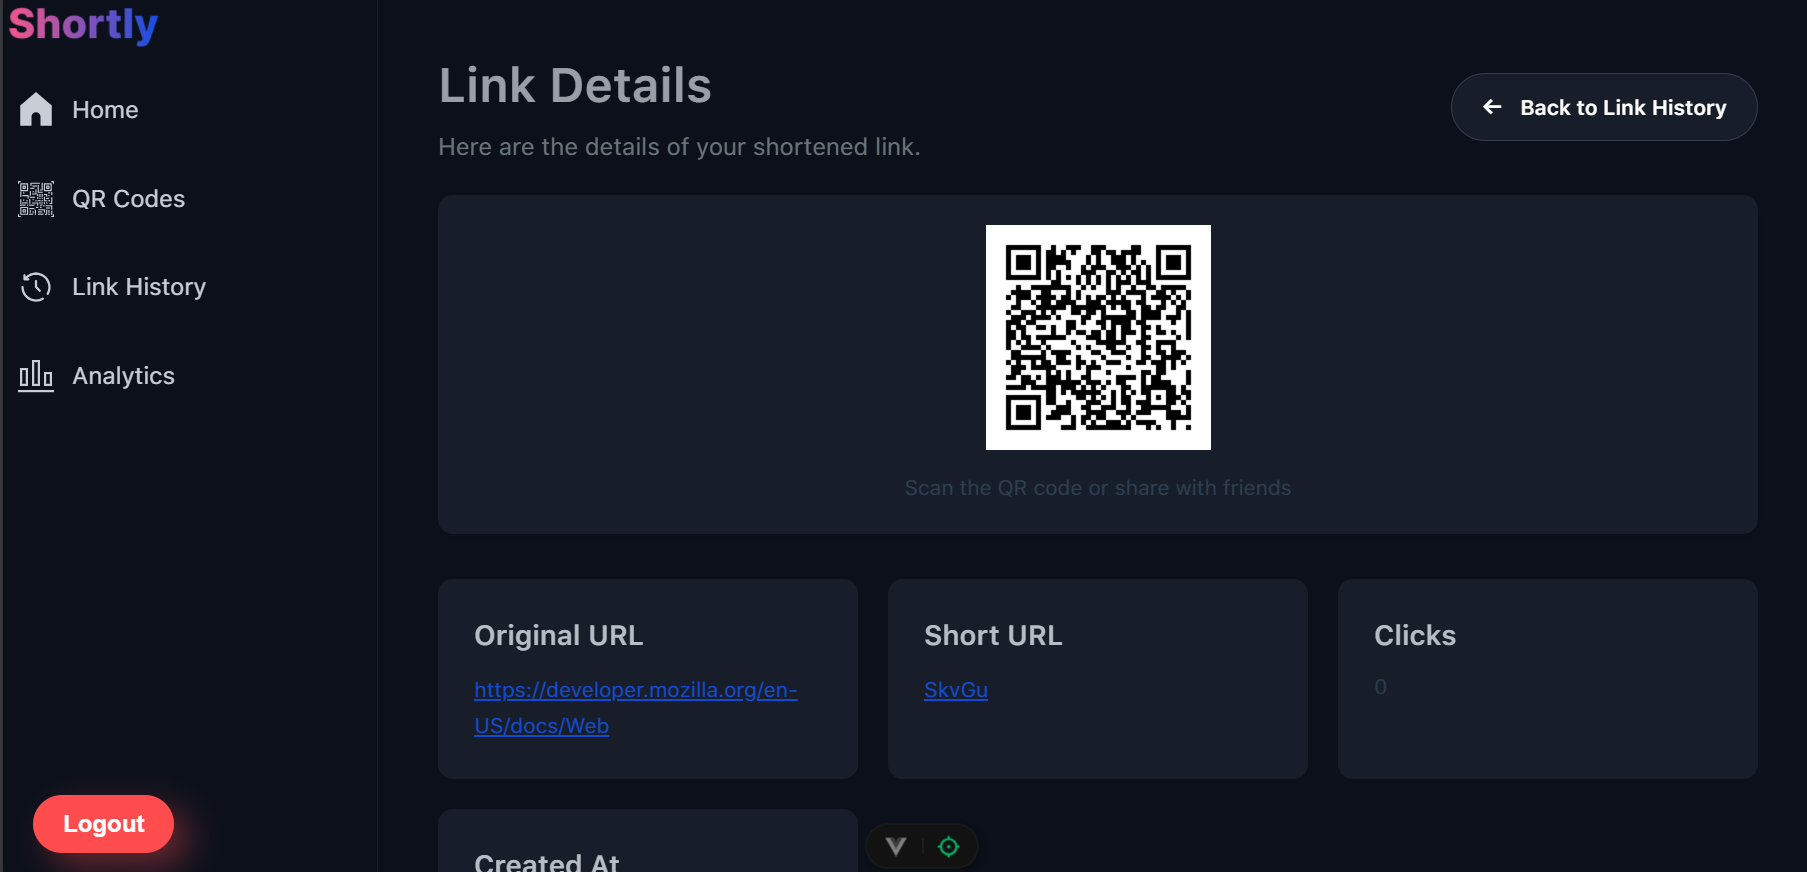 Shortly
Home
QR Codes
Link History
Analytics
Logout
Link Details
Here are the details of your shortened link.
Back to Link History
Scan the QR code or share with friends
Original URL
https://developer.mozilla.org/en-
US/docs/Web
Short URL
SkvGu
Clicks
0
Created At